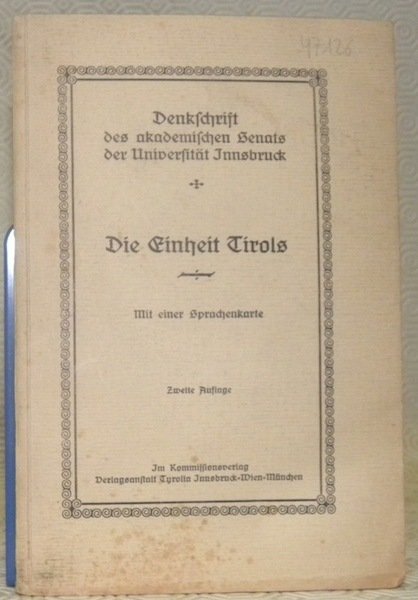 47126
Denkschrift
des akademischen Senats
der Universität Innsbruck
Die Einheit Tirols
Mit einer Sprachenkarte
Zweite Auflage
Im Kommissionsverlag
Verlagsanstalt Tyrolia Innsbruck-Wien-München